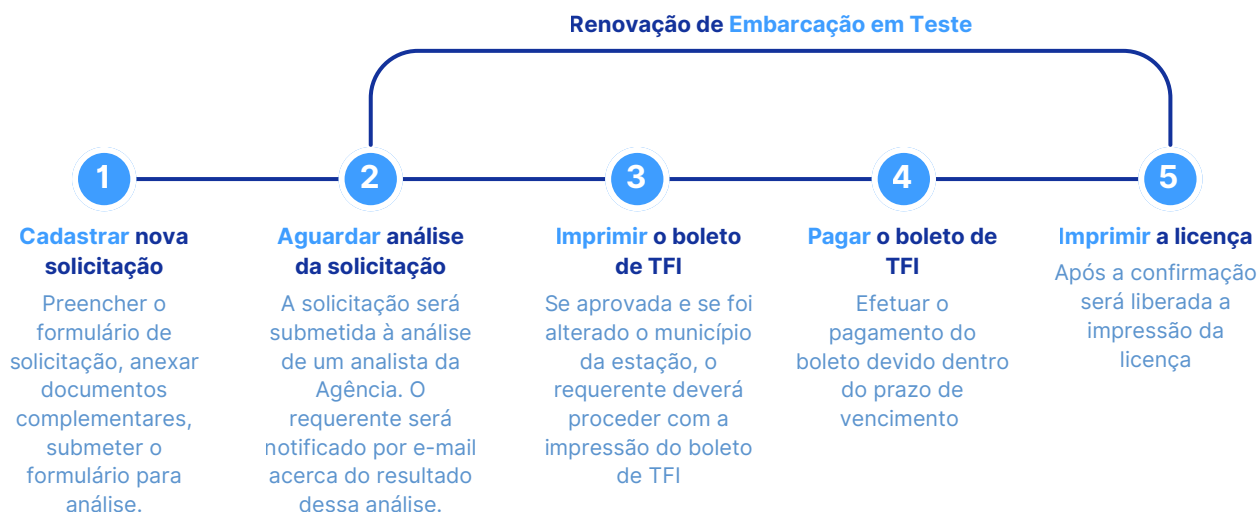 Renovação de Embarcação em Teste
1
2
3
4
5
Cadastrar nova
solicitação
Preencher o
formulário de
solicitação, anexar
documentos
complementares,
submeter o
formulário para
análise.
Aguardar análise
da solicitação
A solicitação será
submetida à análise
de um analista da
Agência. O
requerente será
notificado por e-mail
acerca do resultado
dessa análise.
Imprimir o boleto
de TFI
Se aprovada e se foi
alterado o município
da estação, o
requerente deverá
proceder com a
impressão do boleto
de TFI
Pagar o boleto de
TFI
Efetuar o
pagamento do
boleto devido dentro
do prazo de
vencimento
Imprimir a licença
Após a confirmação
será liberada a
impressão da
licença